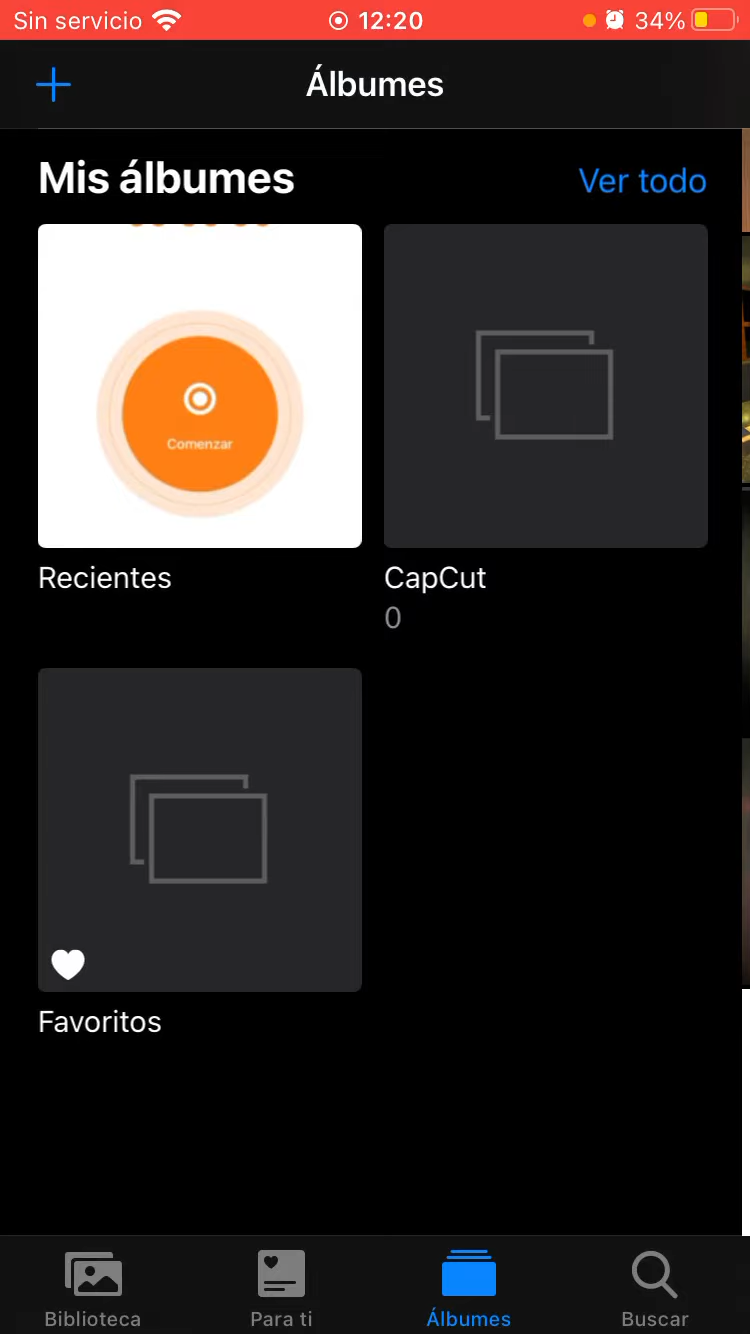 Sin servicio 12:20 34%
Álbumes
Mis álbumes Ver todo
Comenzar
Recientes CapCut
0
Favoritos
Biblioteca Para ti Álbumes Buscar